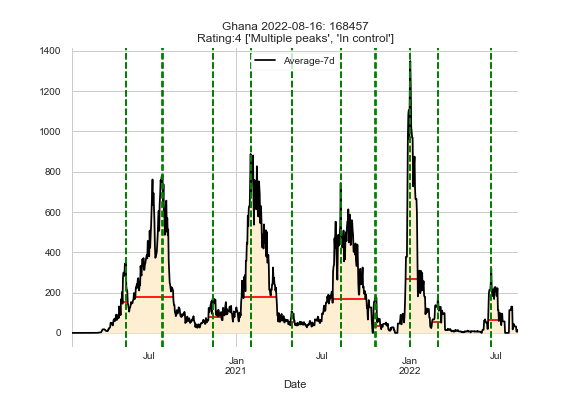 Ghana 2022-08-16: 168457
Rating:4 ['Multiple peaks', 'In control']
1400
Average-7d
1200
1000
800
600
400
200
0
Jul
Jan
2021
Jul
Jan
2022
Jul
Date